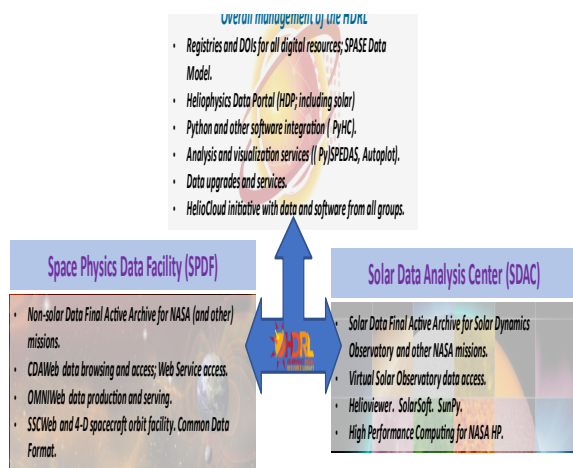 Overall management of the HDRL
• Registries and DOIs for all digital resources; SPASE Data
Model.
• Heliophysics Data Portal (HDP; including solar)
• Python and other software integration ( PyHC).
• Analysis and visualization services (( Py)SPEDAS, Autoplot).
• Data upgrades and services.
• HelioCloud initiative with data and software from all groups.
Space Physics Data Facility (SPDF)
• Non-solar Data Final Active Archive for NASA (and other)
missions.
• CDAWeb data browsing and access; Web Service access.
• OMNIWeb data production and serving.
• SSCWeb and 4-D spacecraft orbit facility. Common Data
Format.
HDRL
Solar Data Analysis Center (SDAC)
• Solar Data Final Active Archive for Solar Dynamics
Observatory and other NASA missions.
• Virtual Solar Observatory data access.
• Helioviewer. SolarSoft. SunPy.
• High Performance Computing for NASA HP.